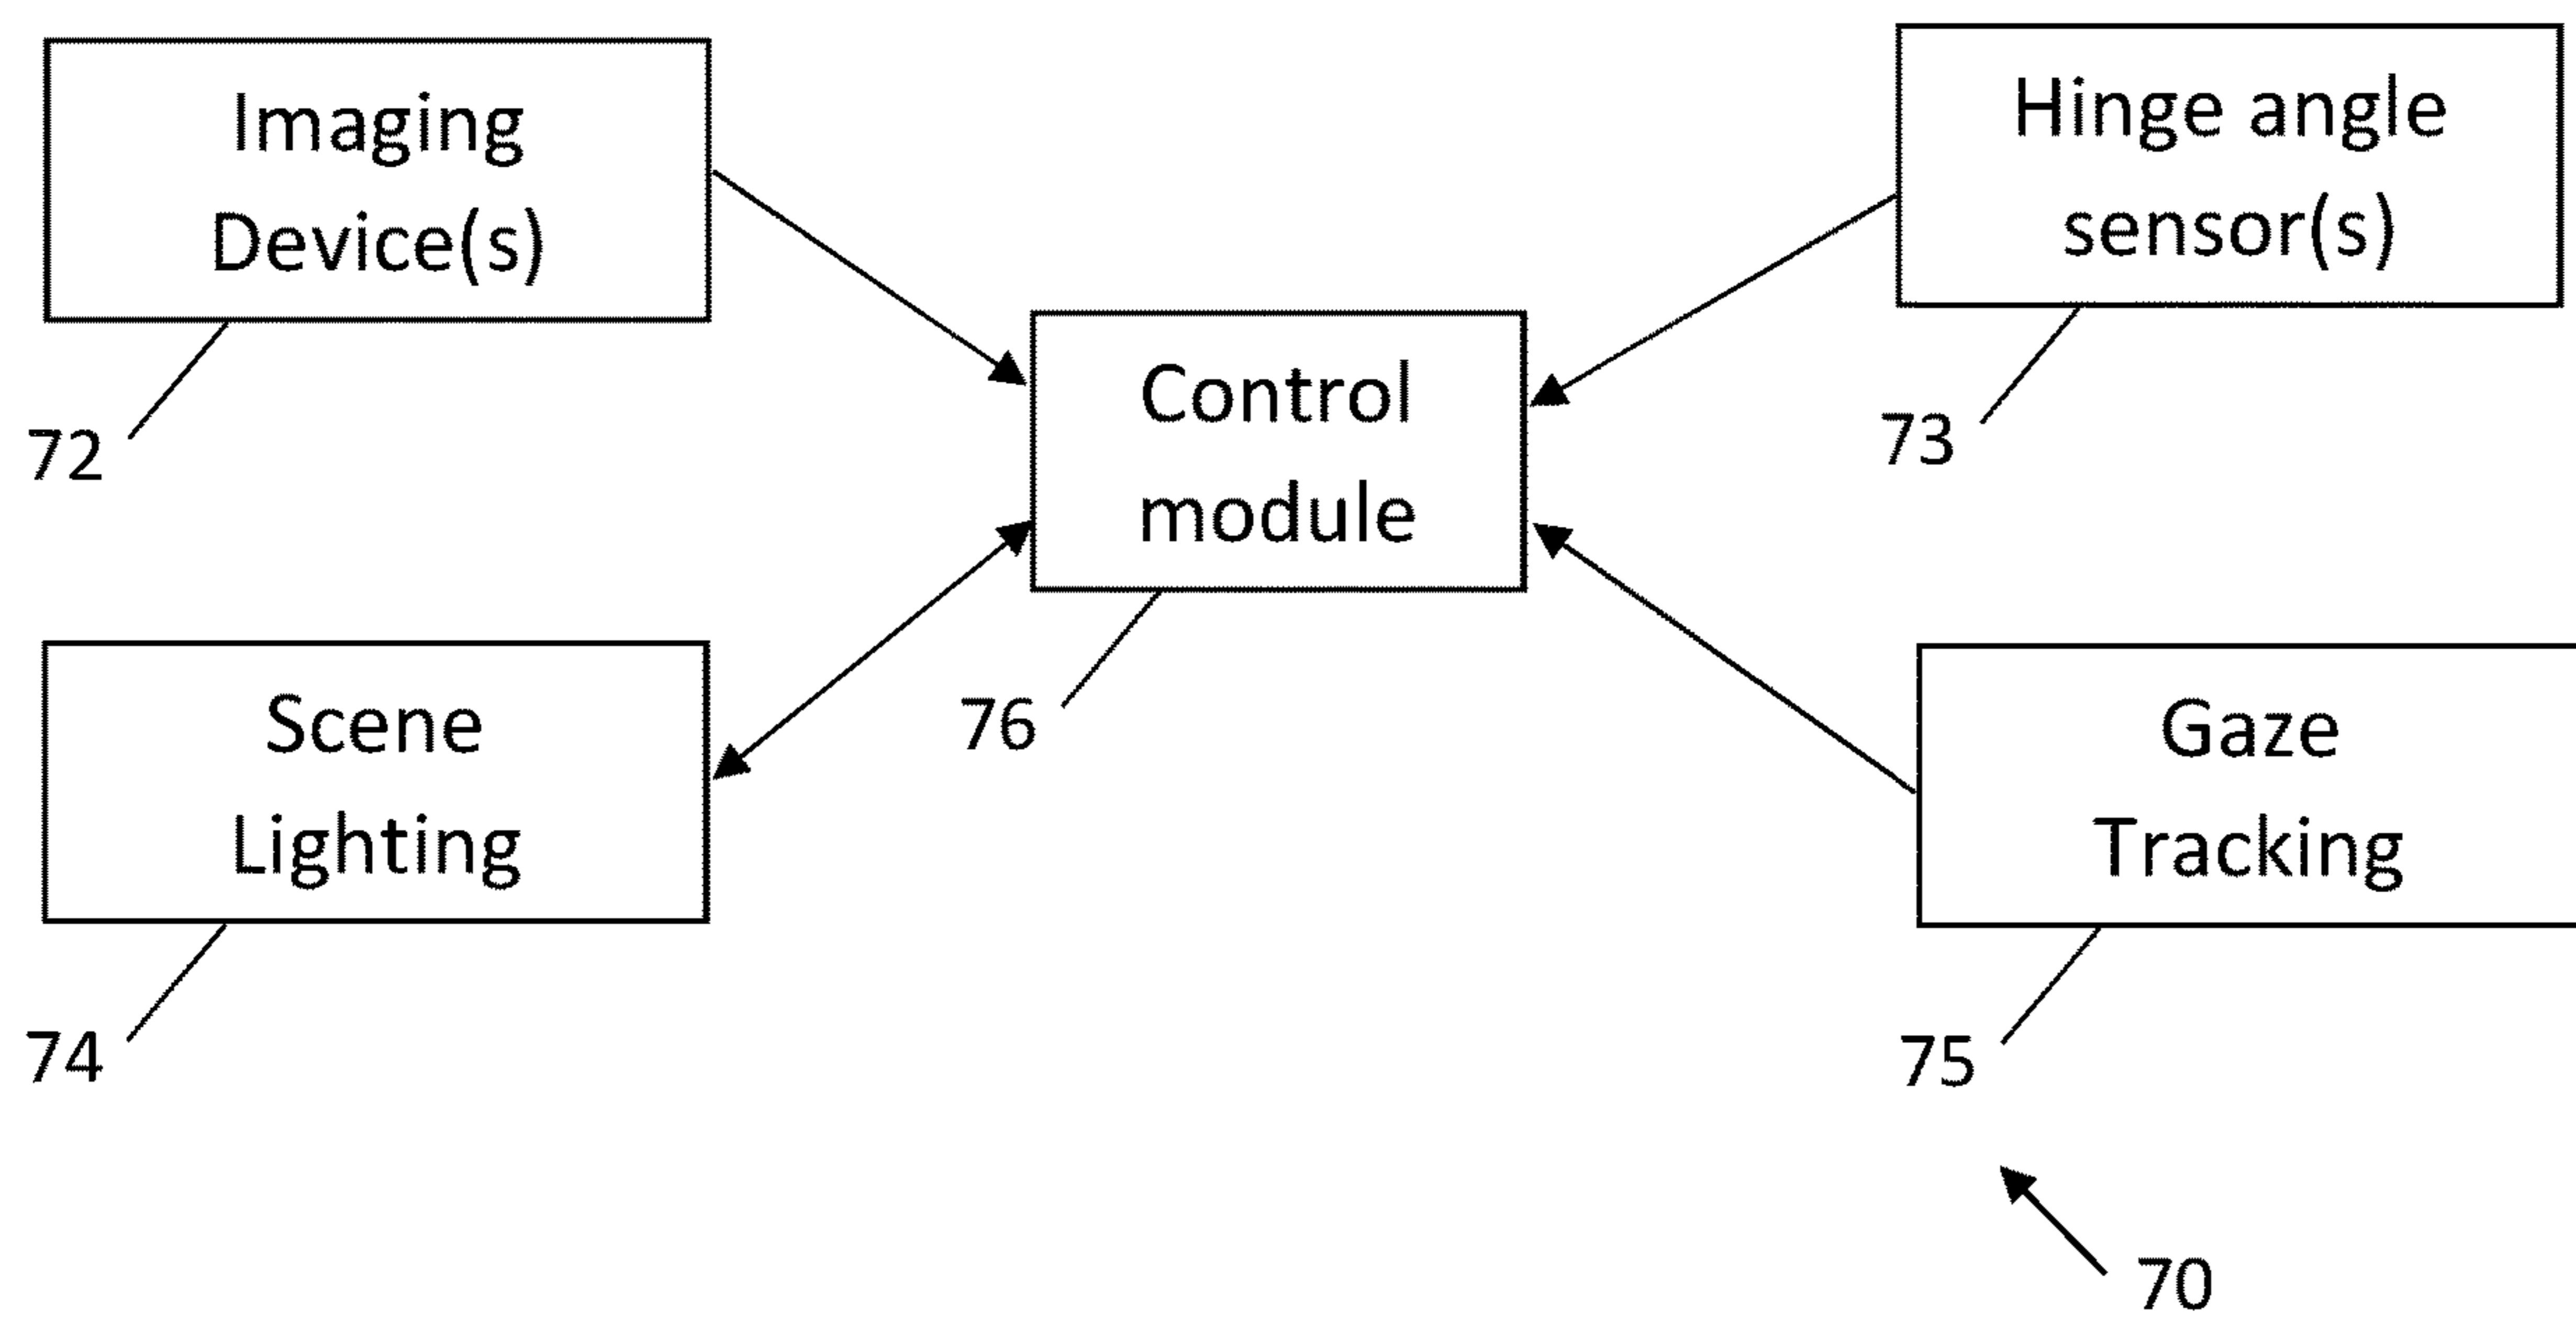 Imaging
Device(s)
72
Hinge angle
sensor(s)
73
Control
module
76
Scene
Lighting
74
Gaze
Tracking
75
70